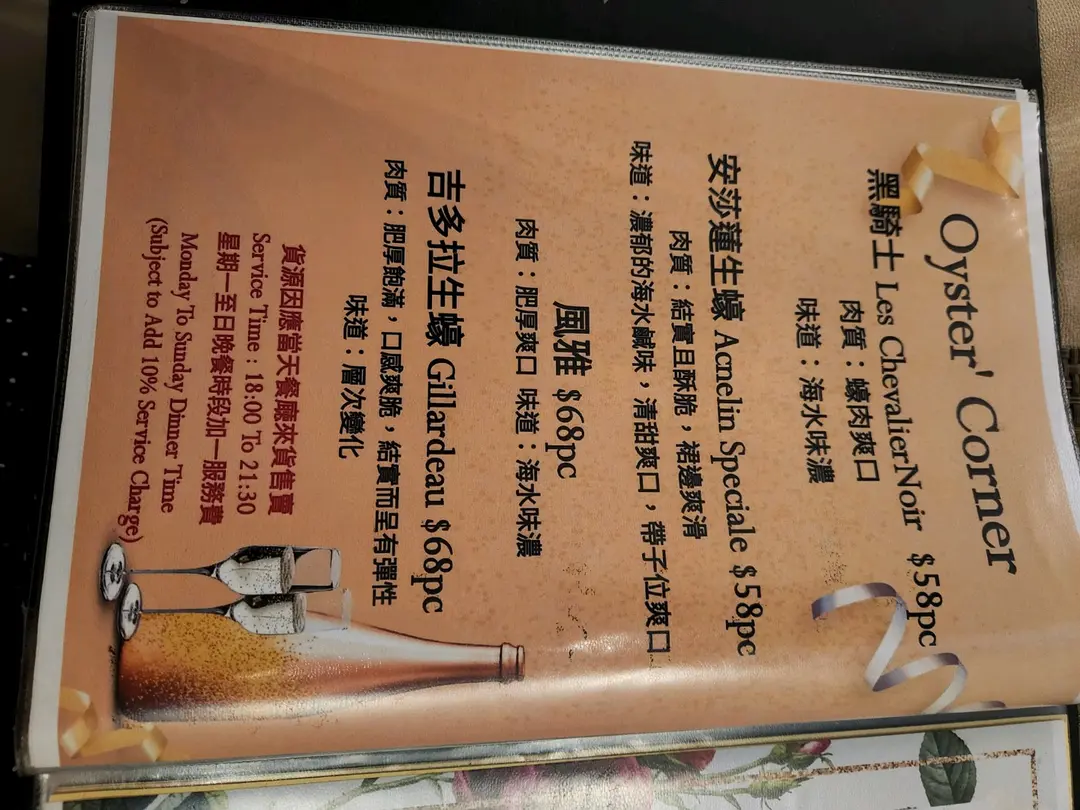 Oyster' Corner
黑騎士 Les ChevalierNoir $58pc
肉質：蠔肉爽口
味道：海水味濃
安莎蓮生蠔 Acnelin Speciale $58pc
肉質：結實且酥脆，裙邊爽滑
味道：濃郁的海水鹹味，清甜爽口，帶子位爽口
風雅 $68pc
肉質：肥厚爽口 味道：海水味濃
吉多拉生蠔 Gillardeau $68pc
肉質：肥厚飽滿，口感爽脆，結實而呈有彈性
味道：層次變化
貨源因應當天餐廳來貨售賣
Service Time : 18:00 To 21:30
星期一至日晚餐時段加一服務費
Monday To Sunday Dinner Time
(Subject to Add 10% Service Charge)